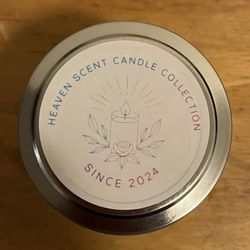 HEAVEN SCENT CANDLE COLLECTION
SINCE 2024